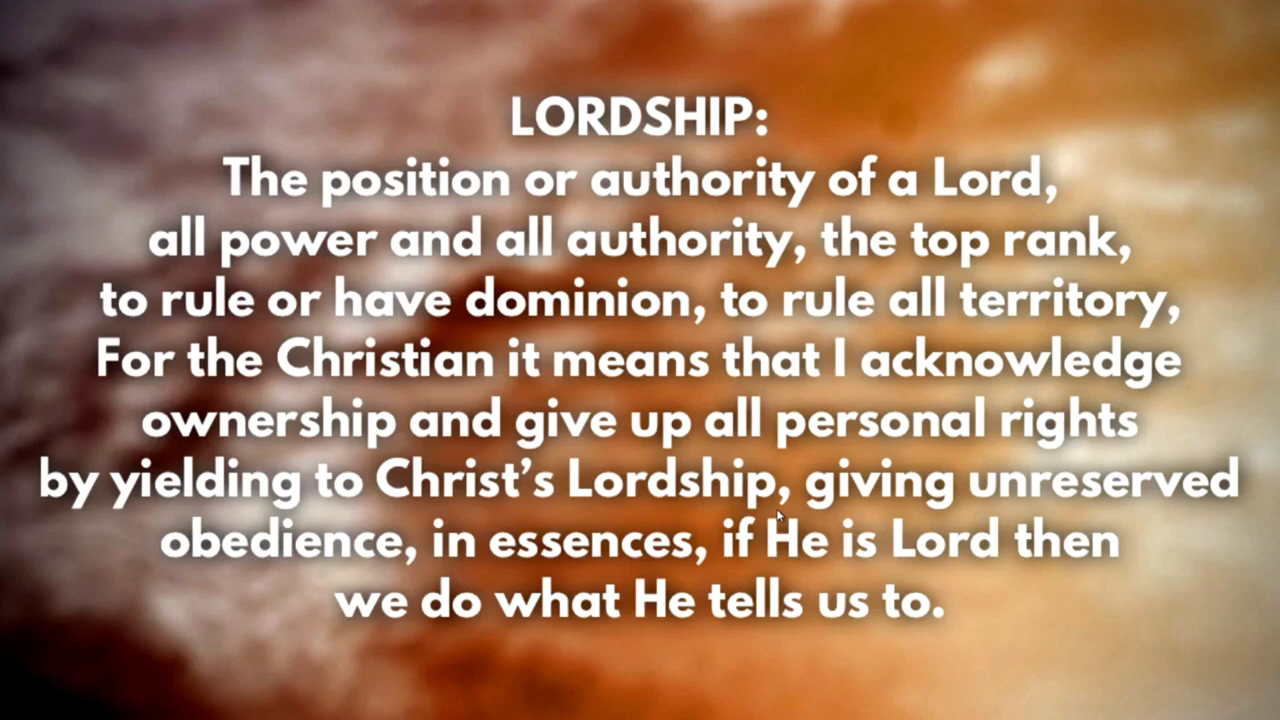 LORDSHIP:
The position or authority of a Lord,
all power and all authority, the top rank,
to rule or have dominion, to rule all territory,
For the Christian it means that I acknowledge
ownership and give up all personal rights
by yielding to Christ’s Lordship, giving unreserved
obedience, in essences, if He is Lord then
we do what He tells us to.